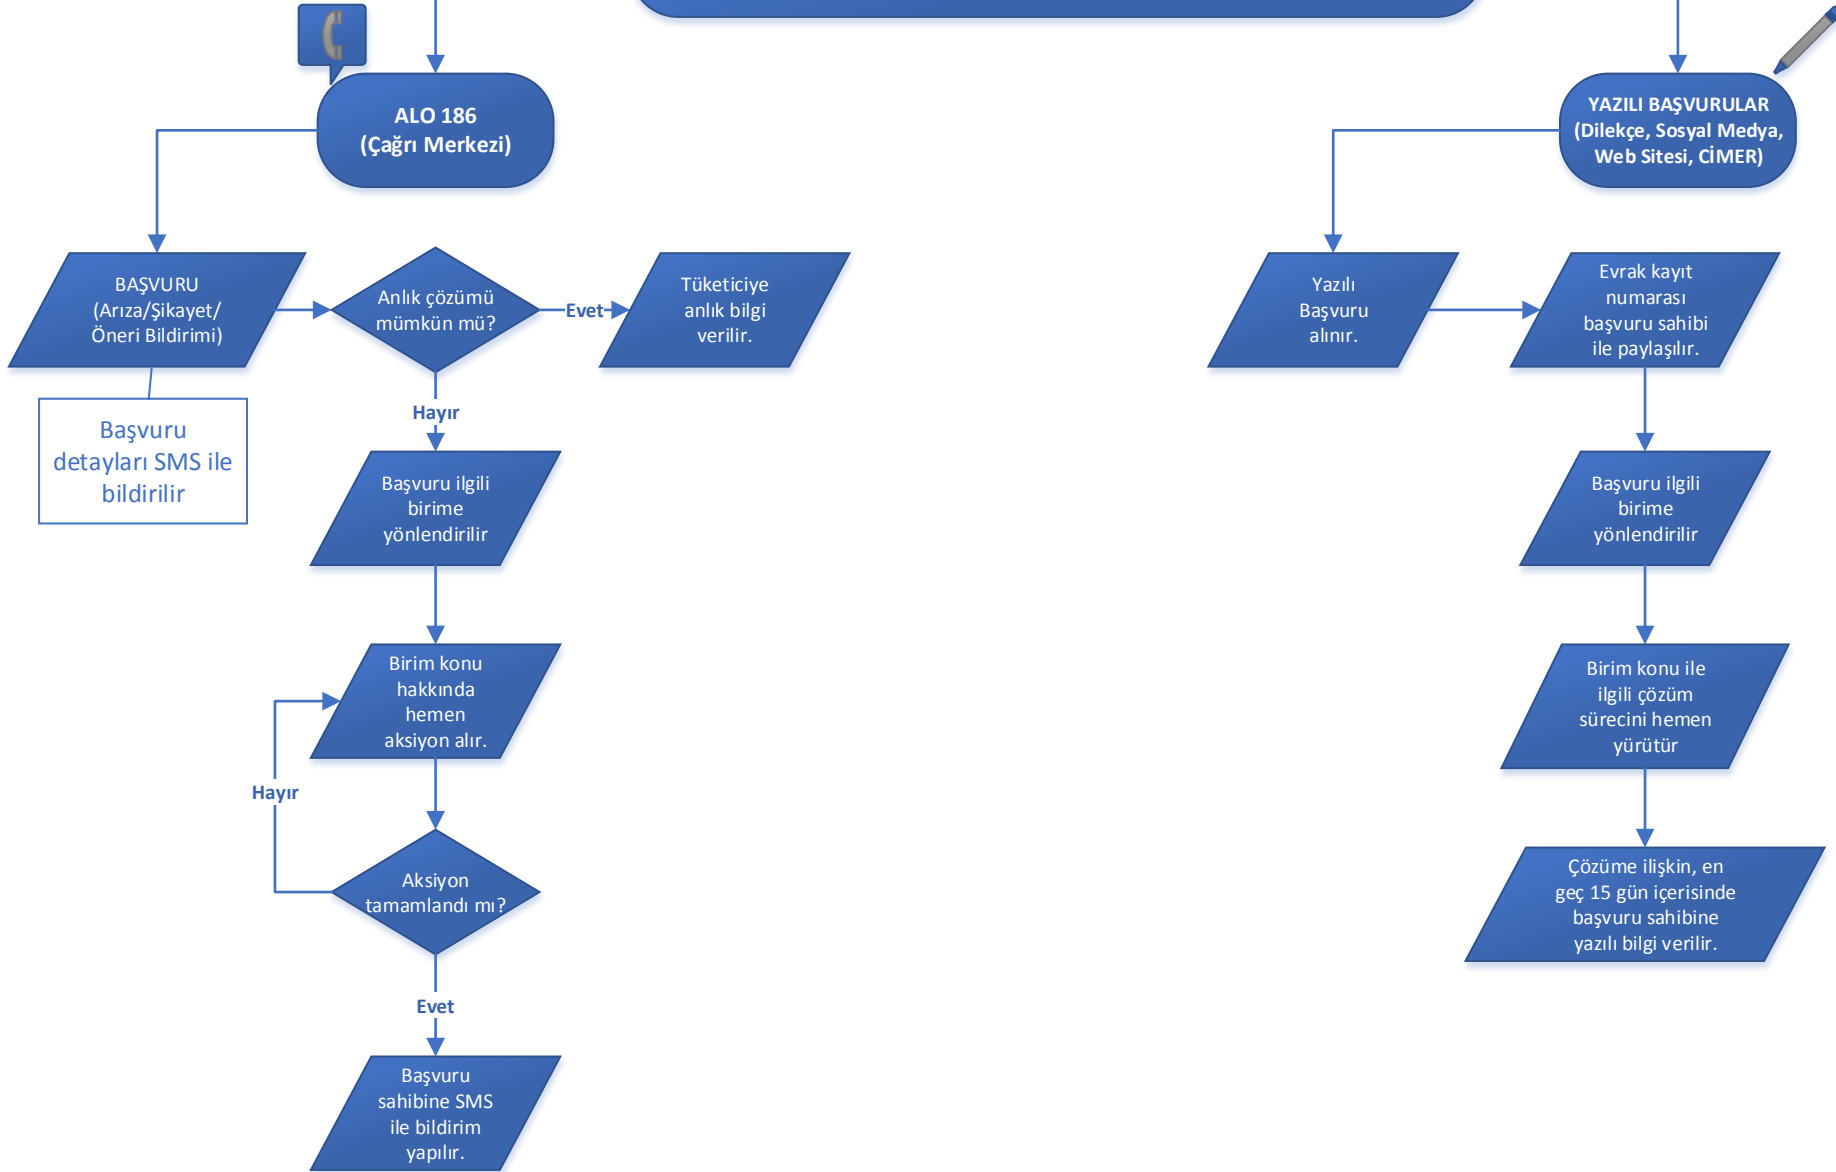 ALO 186
(Çağrı Merkezi)
BAŞVURU
(Arıza/Şikayet/
Öneri Bildirimi)
Başvuru
detayları SMS ile
bildirilir
Anlık çözümü
mümkün mü?
Evet
Tüketiciye
anlık bilgi
verilir.
Hayır
Başvuru ilgili
birime
yönlendirilir
Birim konu
hakkında
hemen
aksiyon alır.
Hayır
Aksiyon
tamamlandı mı?
Evet
Başvuru
sahibine SMS
ile bildirim
yapılır.
YAZILI BAŞVURULAR
(Dilekçe, Sosyal Medya,
Web Sitesi, CİMER)
Yazılı
Başvuru
alınır.
Evrak kayıt
numarası
başvuru sahibi
ile paylaşılır.
Başvuru ilgili
birime
yönlendirilir
Birim konu ile
ilgili çözüm
sürecini hemen
yürütür
Çözüme ilişkin, en
geç 15 gün içerisinde
başvuru sahibine
yazılı bilgi verilir.